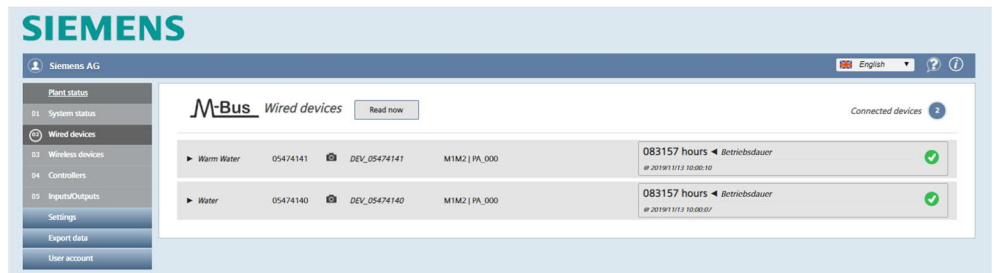 SIEMENS
Siemens AG
English
Plant status
01 System status
02 Wired devices
03 Wireless devices
04 Controllers
05 Inputs/Outputs
Settings
Export data
User account
M-Bus Wired devices Read now
Connected devices 2
▶ Warm Water 05474141 DEV_05474141 M1M2 | PA_000
083157 hours ◄ Betriebsdauer
@ 2019/11/13 10:00:10
▶ Water 05474140 DEV_05474140 M1M2 | PA_000
083157 hours ◄ Betriebsdauer
@ 2019/11/13 10:00:07